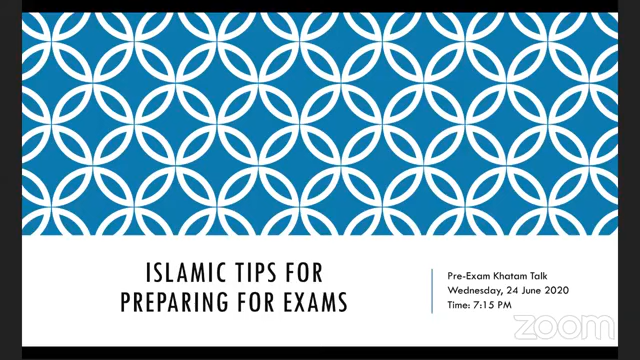 ISLAMIC TIPS FOR
PREPARING FOR EXAMS
Pre-Exam Khatam Talk
Wednesday, 24 June 2020
Time: 7:15 PM
zoom